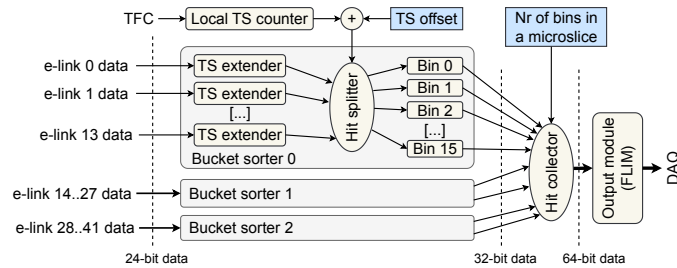 TFC
Local TS counter
+
TS offset
Nr of bins in
a microslice
e-link 0 data
TS extender
e-link 1 data
TS extender
[...]
e-link 13 data
TS extender
Bucket sorter 0
Hit splitter
Bin 0
Bin 1
Bin 2
[...]
Bin 15
e-link 14..27 data
Bucket sorter 1
e-link 28..41 data
Bucket sorter 2
Hit collector
Output module
(FLIM)
DAQ
24-bit data
32-bit data
64-bit data